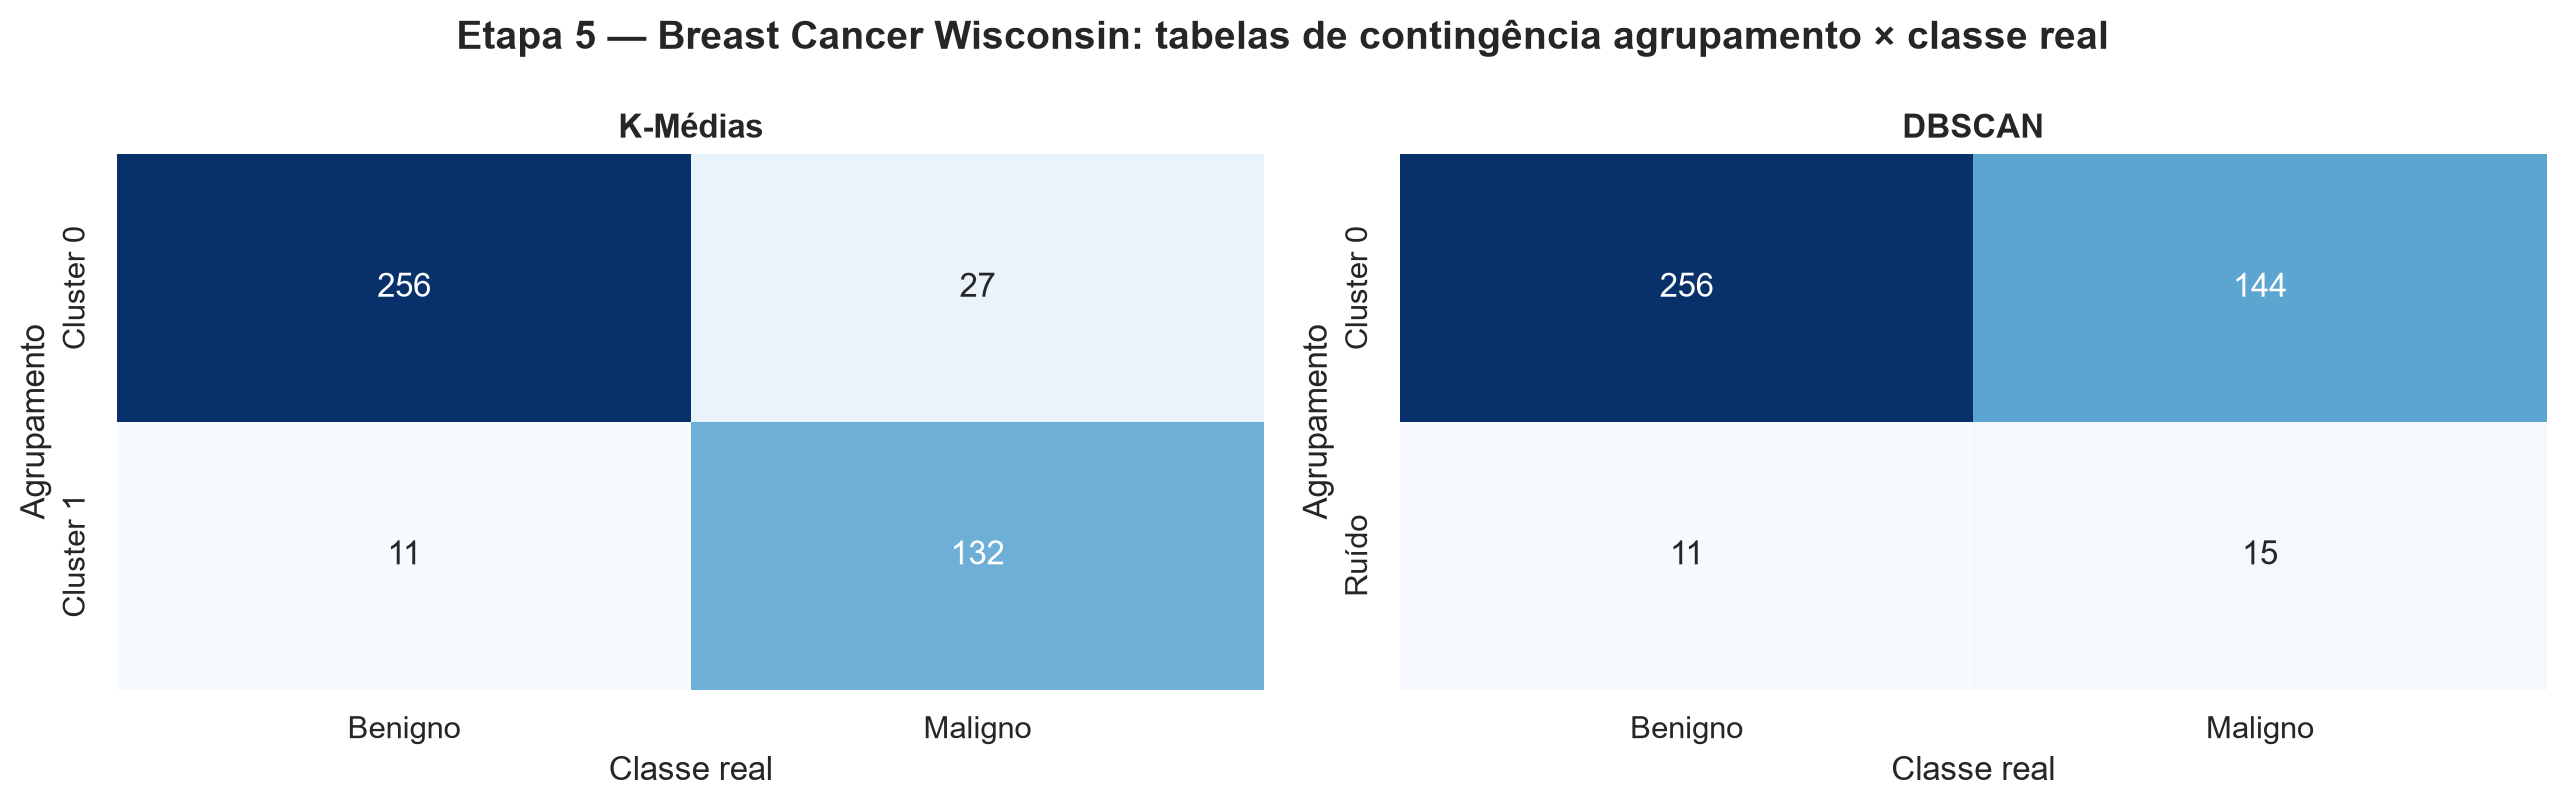 Etapa 5 — Breast Cancer Wisconsin: tabelas de contingência agrupamento × classe real
K-Médias
Agrupamento
Cluster 0
256
27
Cluster 1
11
132
Benigno
Maligno
Classe real
DBSCAN
Agrupamento
Cluster 0
256
144
Ruído
11
15
Benigno
Maligno
Classe real